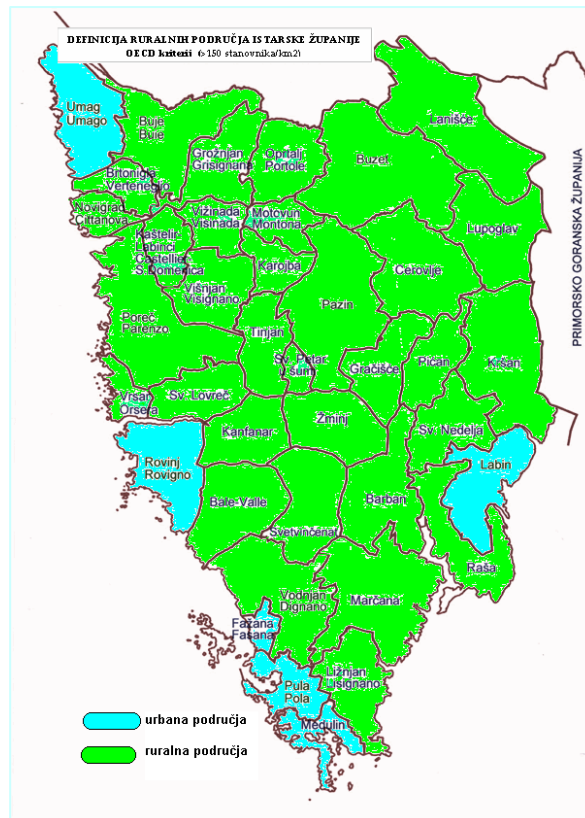 DEFINICIJA RURALNIH PODRUČJA ISTARSKE ŽUPANIJE
OECD kriterii (>150 stanovnika/km2)
Umag
Umago
Buje
Buje
Lanišće
Grožnjan
Grisignana
Oprtalj
Portole
Buzet
Brtonigla
Verteneglio
Novigrad
Cittanova
Vižinada
Visinada
Motovun
Montona
Lupoglav
Kaštelir
Labinci
Castellier
S.Domenica
Karojba
Cerovlje
Višnjan
Visignano
Pazin
Poreč
Parenzo
Tinjan
Sv. Petar
u šumi
Gračišće
Pićan
Kršan
Vrsar
Orsera
Sv. Lovreč
Kanfanar
Žminj
Sv. Nedelja
Rovinj
Rovigno
Labin
Bale-Valle
Barban
Svetvinčenat
Raša
Vodnjan
Dignano
Marčana
Fažana
Fasana
Ližnjan
Lisignano
Pula
Pola
Medulin
PRIMORSKO GORANSKA ŽUPANIJA
urbana područja
ruralna područja